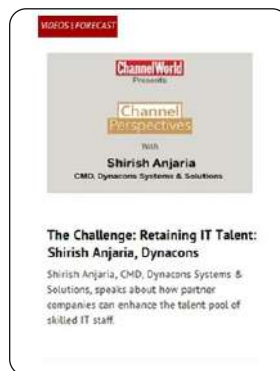 VIDEOS | FORECAST
ChannelWorld
Presents
Channel
Perspectives
With
Shirish Anjaria
CMD, Dynacons Systems & Solutions
The Challenge: Retaining IT Talent:
Shirish Anjaria, Dynacons
Shirish Anjaria, CMD, Dynacons Systems &
Solutions, speaks about how partner
companies can enhance the talent pool of
skilled IT staff.